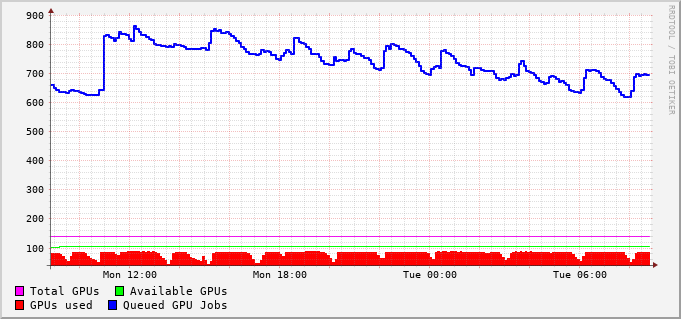 900
800
700
600
500
400
300
200
100
Mon 12:00 Mon 18:00 Tue 00:00 Tue 06:00
Total GPUs Available GPUs
GPUs used Queued GPU Jobs
RRDTOOL / TOBI OETIKER